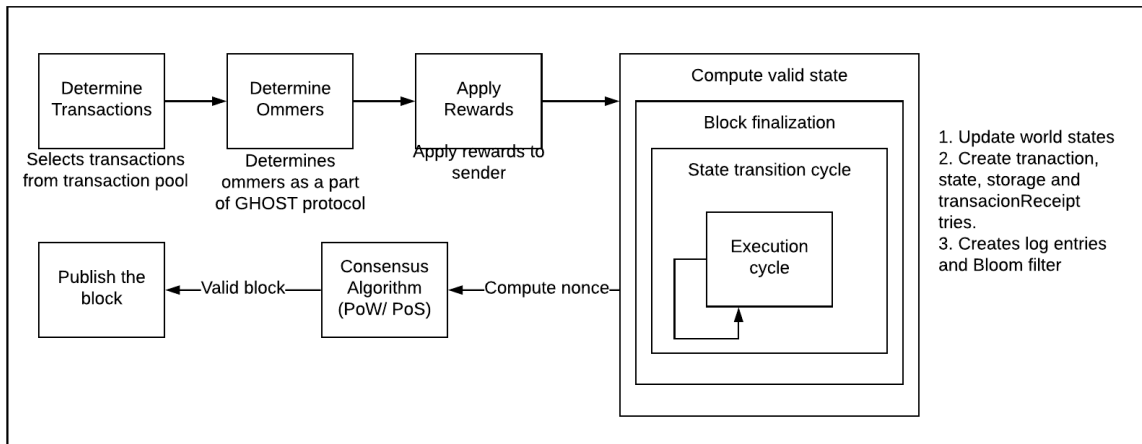 Determine
Transactions
Selects transactions
from transaction pool
Determine
Ommers
Determines
ommers as a part
of GHOST protocol
Apply
Rewards
Apply rewards to
sender
Compute valid state
Block finalization
State transition cycle
Execution
cycle
1. Update world states
2. Create tranaction,
state, storage and
transacionReceipt
tries.
3. Creates log entries
and Bloom filter
Compute nonce
Consensus
Algorithm
(PoW/ PoS)
Valid block
Publish the
block